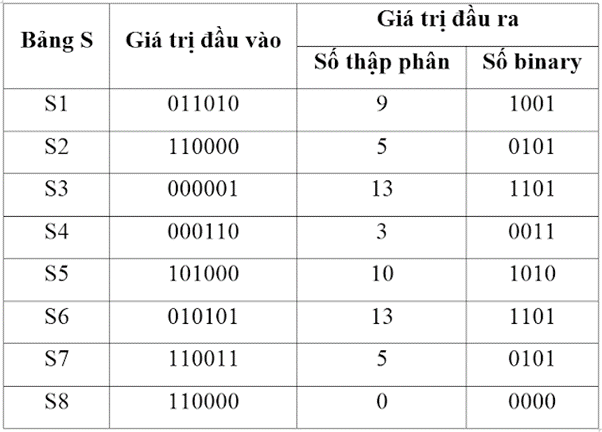 Bảng S Giá trị đầu vào Giá trị đầu ra
Số thập phân Số binary
S1 011010 9 1001
S2 110000 5 0101
S3 000001 13 1101
S4 000110 3 0011
S5 101000 10 1010
S6 010101 13 1101
S7 110011 5 0101
S8 110000 0 0000